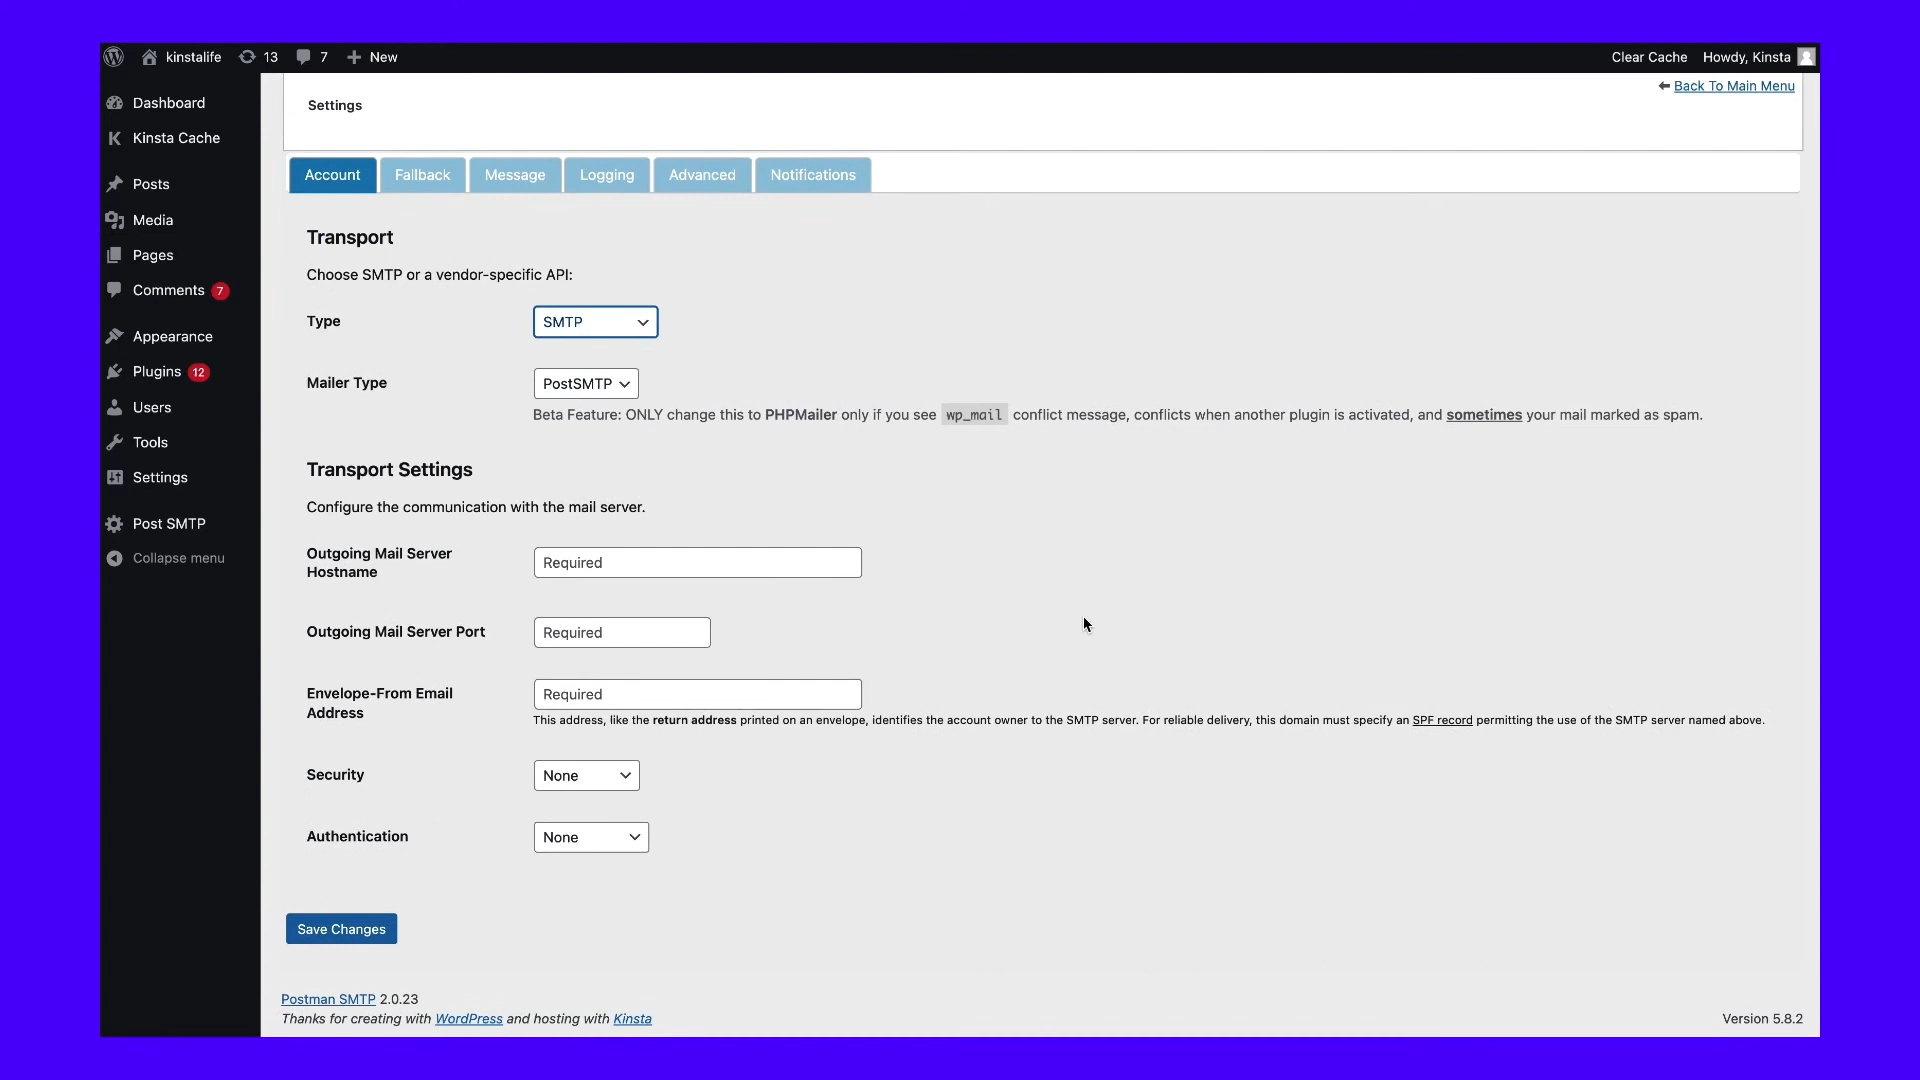 kinstalife 13 7 New Clear Cache Howdy, Kinsta
Dashboard
Kinsta Cache
Posts
Media
Pages
Comments 7
Appearance
Plugins 12
Users
Tools
Settings
Post SMTP
Collapse menu
Back To Main Menu
Settings
Account Fallback Message Logging Advanced Notifications
Transport
Choose SMTP or a vendor-specific API:
Type SMTP
Mailer Type PostSMTP
Beta Feature: ONLY change this to PHPMailer only if you see wp_mail conflict message, conflicts when another plugin is activated, and sometimes your mail marked as spam.
Transport Settings
Configure the communication with the mail server.
Outgoing Mail Server
Hostname
Required
Outgoing Mail Server Port Required
Envelope-From Email
Address
Required
This address, like the return address printed on an envelope, identifies the account owner to the SMTP server. For reliable delivery, this domain must specify an SPF record permitting the use of the SMTP server named above.
Security None
Authentication None
Save Changes
Postman SMTP 2.0.23
Thanks for creating with WordPress and hosting with Kinsta
Version 5.8.2